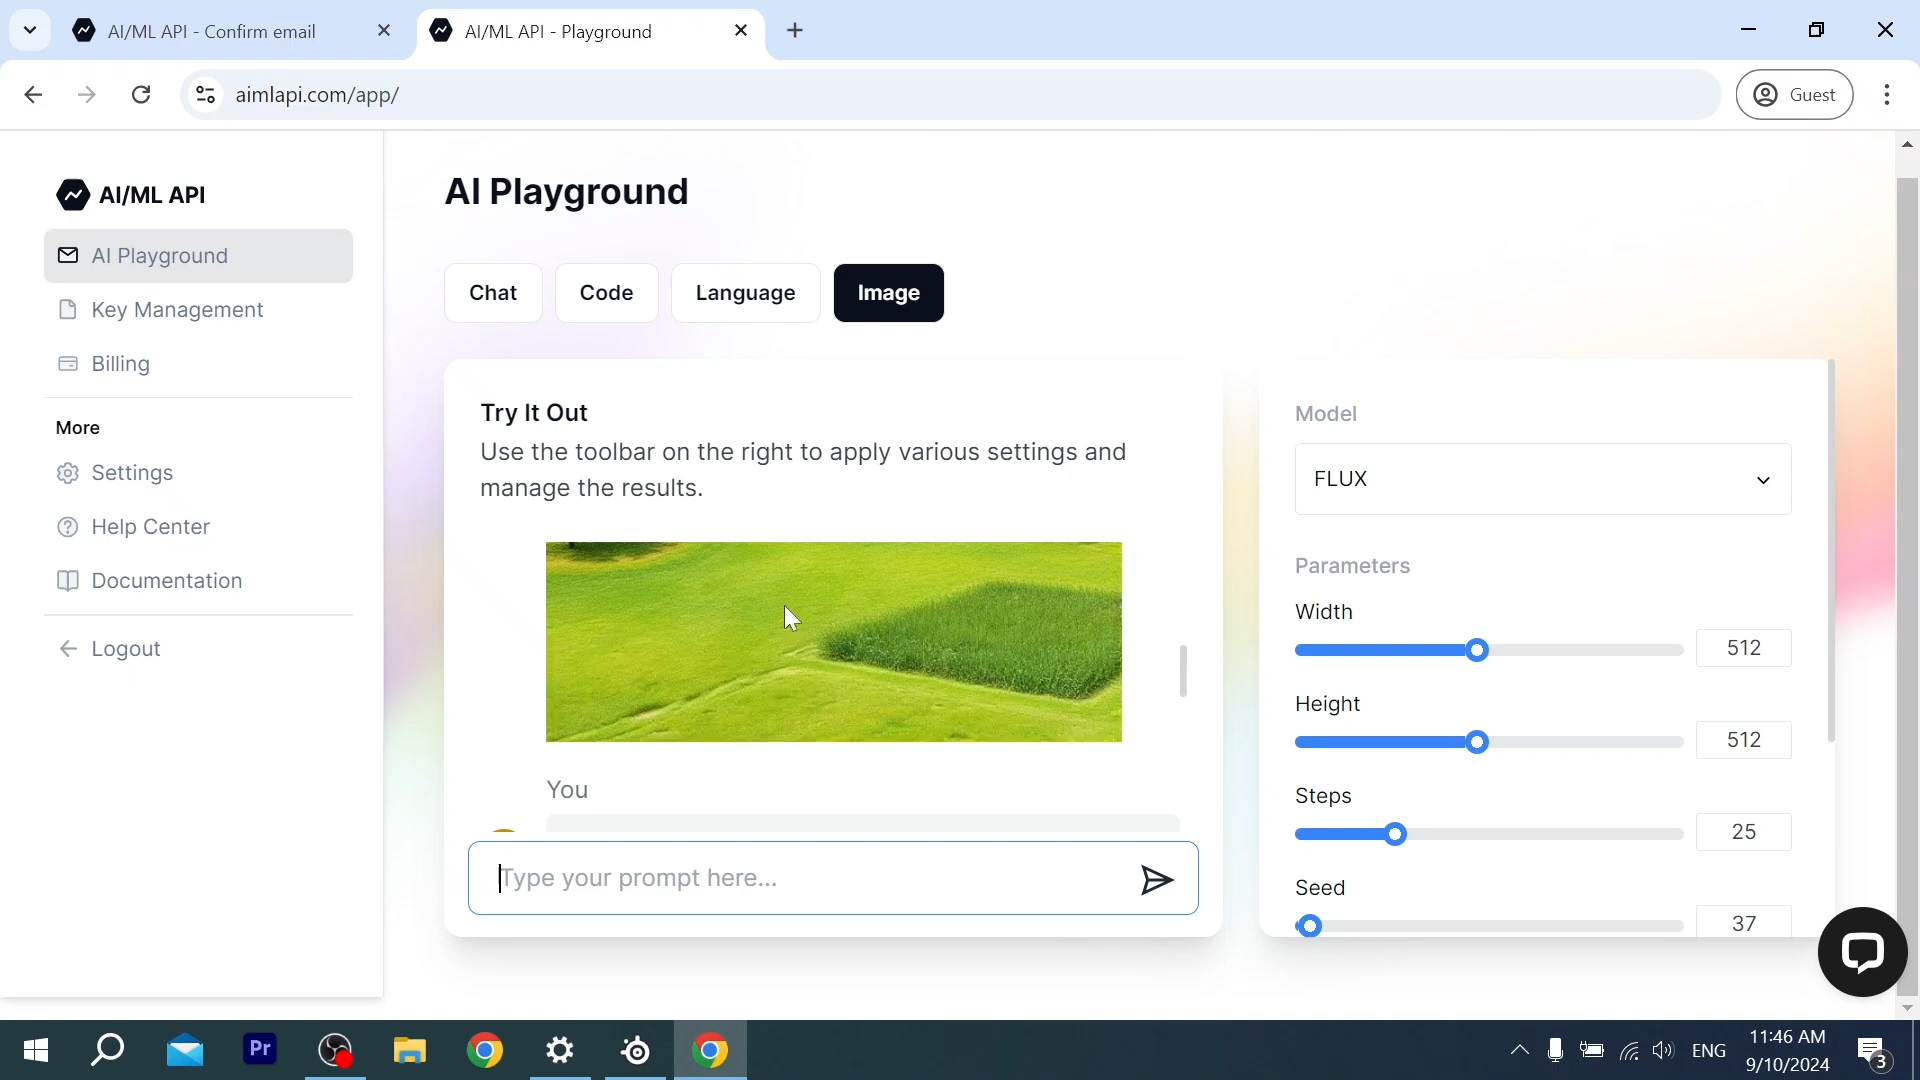 AI/ML API - Confirm email
AI/ML API - Playground
aimlapi.com/app/
Guest
AI/ML API
AI Playground
Key Management
Billing
More
Settings
Help Center
Documentation
Logout
AI Playground
Chat
Code
Language
Image
Try It Out
Use the toolbar on the right to apply various settings and
manage the results.
You
Type your prompt here...
Model
FLUX
Parameters
Width
512
Height
512
Steps
25
Seed
37
Pr
ENG
11:46 AM
9/10/2024
3